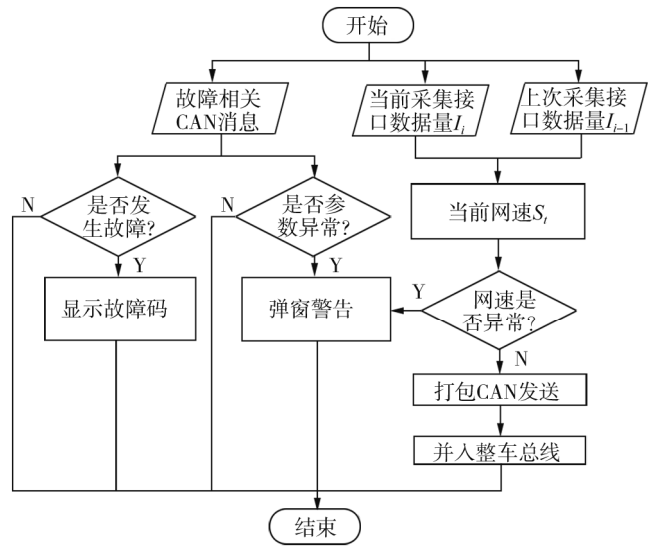 开始
故障相关
CAN消息
当前采集接
口数据量Iᵢ
上次采集接
口数据量Iᵢ₋₁
N
是否发
生故障?
Y
N
是否参
数异常?
Y
当前网速Sₜ
显示故障码
弹窗警告
Y
网速是
否异常?
N
打包CAN发送
并入整车总线
结束